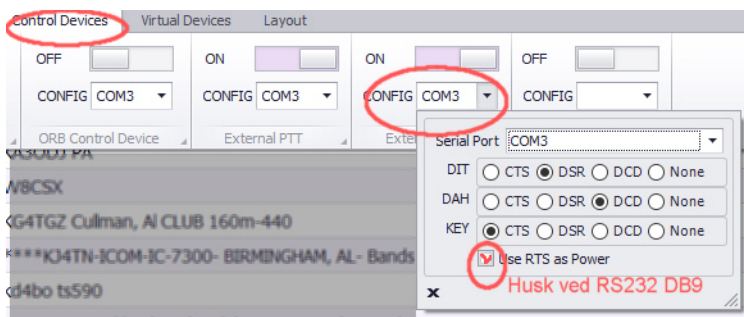 Control Devices Virtual Devices Layout
OFF ON ON OFF
CONFIG COM3 CONFIG COM3 CONFIG COM3 CONFIG
ORB Control Device External PTT Exte
Serial Port COM3
DIT CTS DSR DCD None
DAH CTS DSR DCD None
KEY CTS DSR DCD None
Use RTS as Power
Husk ved RS232 DB9
x
KA3ODJ PA
W8CSX
KG4TGZ Cullman, Al CLUB 160m-440
****KJ4TN-ICOM-IC-7300- BIRMINGHAM, AL- Bands
kd4bo ts590